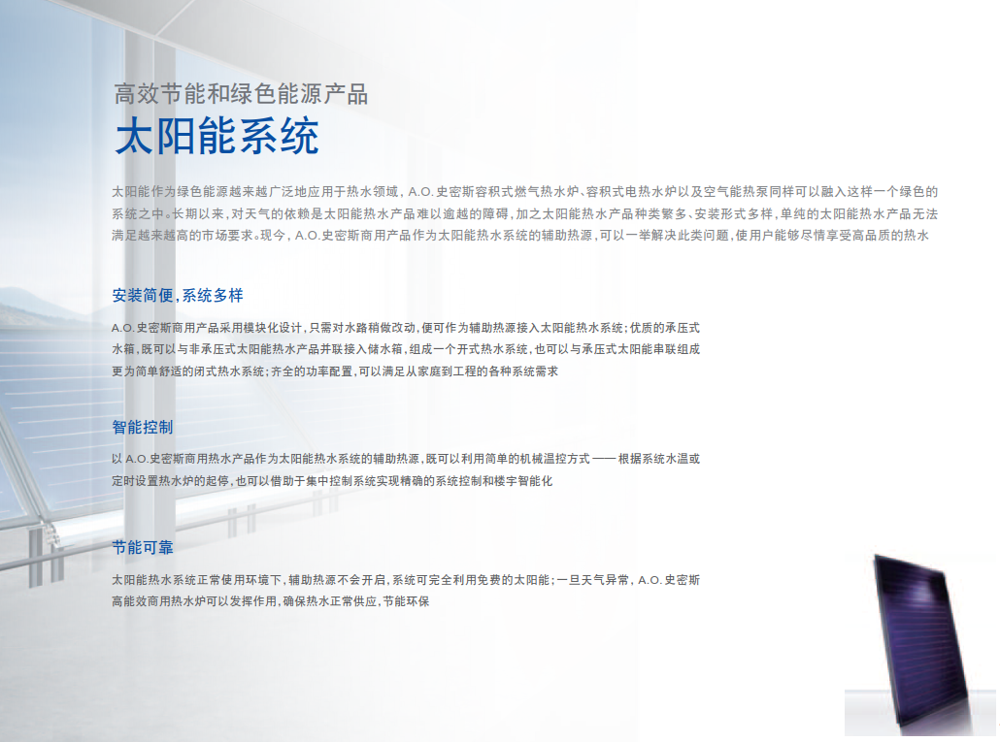 高效节能和绿色能源产品
太阳能系统
太阳能作为绿色能源越来越广泛地应用于热水领域，A.O.史密斯容积式燃气热水炉、容积式电热水炉以及空气能热泵同样可以融入这样一个绿色的
系统之中。长期以来，对天气的依赖是太阳能热水产品难以逾越的障碍，加之太阳能热水产品种类繁多、安装形式多样，单纯的太阳能热水产品无法
满足越来越高的市场要求。现今，A.O.史密斯商用产品作为太阳能热水系统的辅助热源，可以一举解决此类问题，使用户能够尽情享受高品质的热水
安装简便，系统多样
A.O.史密斯商用产品采用模块化设计，只需对水路稍做改动，便可作为辅助热源接入太阳能热水系统；优质的承压式
水箱，既可以与非承压式太阳能热水产品并联接入储水箱，组成一个开式热水系统，也可以与承压式太阳能串联组成
更为简单舒适的闭式热水系统；齐全的功率配置，可以满足从家庭到工程的各种系统需求
智能控制
以 A.O.史密斯商用热水产品作为太阳能热水系统的辅助热源，既可以利用简单的机械温控方式 —— 根据系统水温或
定时设置热水炉的起停，也可以借助于集中控制系统实现精确的系统控制和楼宇智能化
节能可靠
太阳能热水系统正常使用环境下，辅助热源不会开启，系统可完全利用免费的太阳能；一旦天气异常，A.O.史密斯
高能效商用热水炉可以发挥作用，确保热水正常供应，节能环保